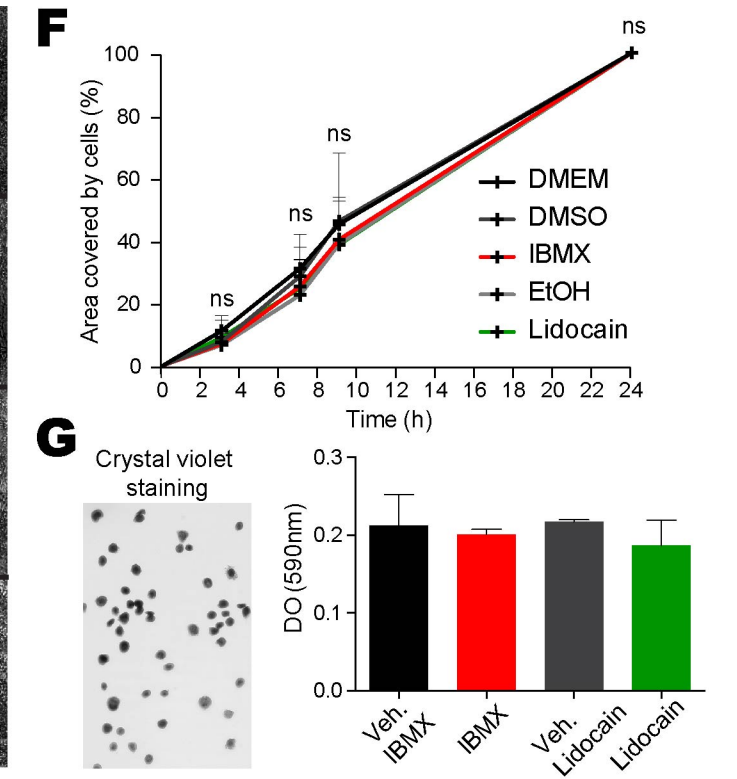 F
ns
100
80
60
40
20
0
Area covered by cells (%)
ns
ns
ns
DMEM
DMSO
IBMX
EtOH
Lidocain
0 2 4 6 8 10 12 14 16 18 20 22 24
Time (h)
G
Crystal violet
staining
0.3
0.2
0.1
0.0
DO (590nm)
Veh.
IBMX
IBMX
Veh.
Lidocain
Lidocain